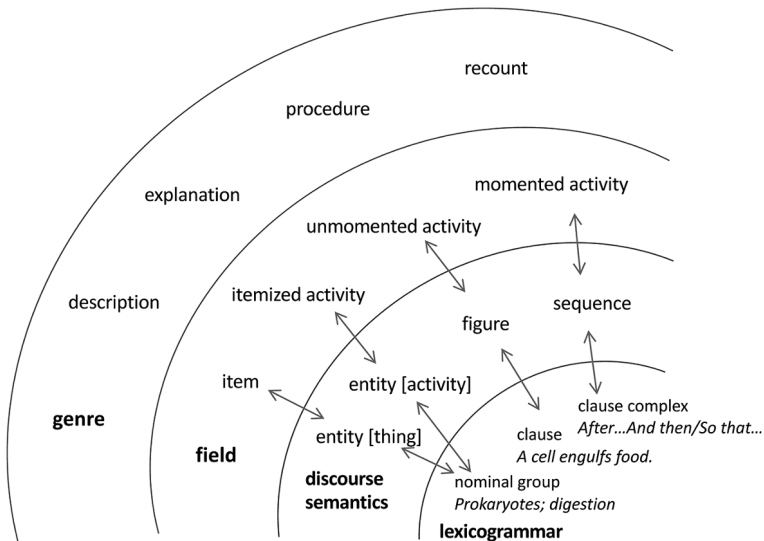 recount
procedure
explanation
description
genre
momented activity
unmomented activity
itemized activity
item
field
sequence
figure
entity [activity]
entity [thing]
discourse
semantics
clause complex
After…And then/So that…
clause
A cell engulfs food.
nominal group
Prokaryotes; digestion
lexicogrammar